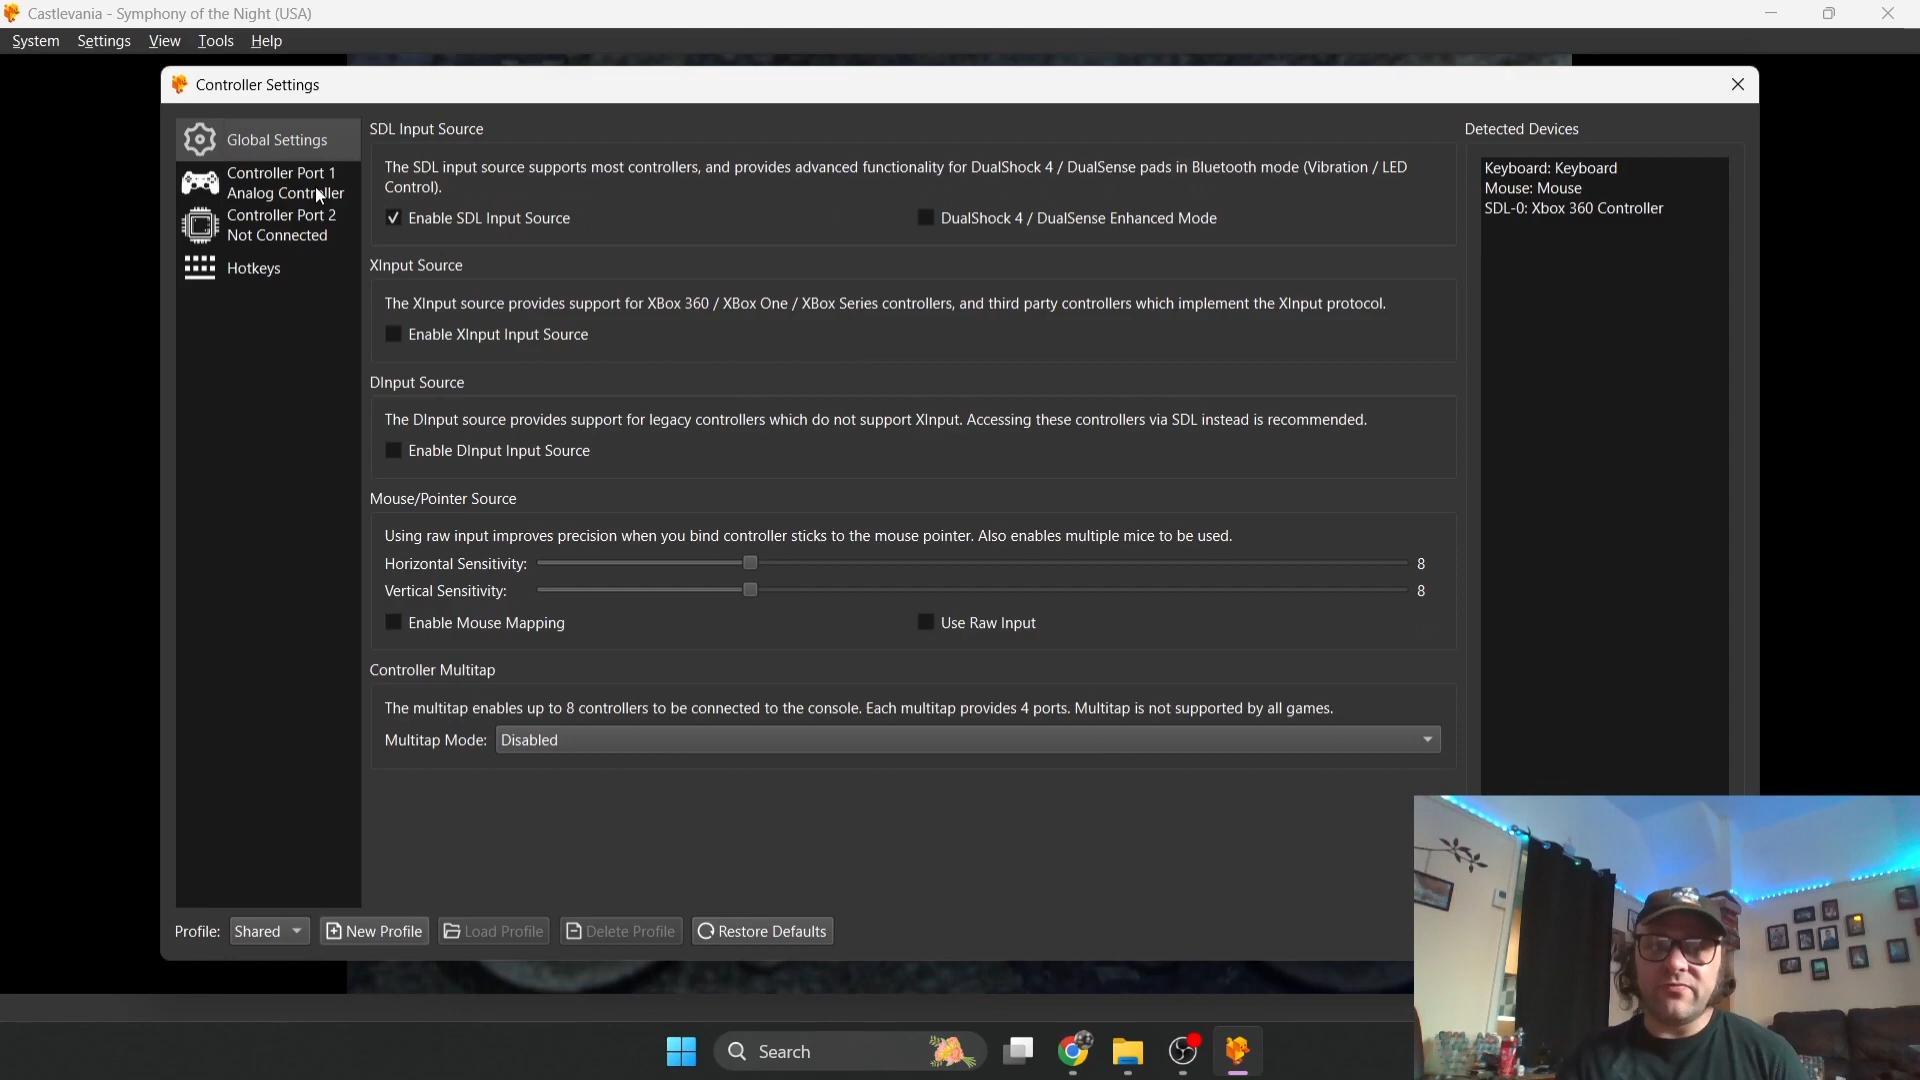 Castlevania - Symphony of the Night (USA)
System Settings View Tools Help
Controller Settings
Global Settings
Controller Port 1
Analog Controller
Controller Port 2
Not Connected
Hotkeys
SDL Input Source
The SDL input source supports most controllers, and provides advanced functionality for DualShock 4 / DualSense pads in Bluetooth mode (Vibration / LED
Control).
Enable SDL Input Source
DualShock 4 / DualSense Enhanced Mode
XInput Source
The XInput source provides support for XBox 360 / XBox One / XBox Series controllers, and third party controllers which implement the XInput protocol.
Enable XInput Input Source
DInput Source
The DInput source provides support for legacy controllers which do not support XInput. Accessing these controllers via SDL instead is recommended.
Enable DInput Input Source
Mouse/Pointer Source
Using raw input improves precision when you bind controller sticks to the mouse pointer. Also enables multiple mice to be used.
Horizontal Sensitivity: 8
Vertical Sensitivity: 8
Enable Mouse Mapping
Use Raw Input
Controller Multitap
The multitap enables up to 8 controllers to be connected to the console. Each multitap provides 4 ports. Multitap is not supported by all games.
Multitap Mode: Disabled
Detected Devices
Keyboard: Keyboard
Mouse: Mouse
SDL-0: Xbox 360 Controller
Profile: Shared New Profile Load Profile Delete Profile Restore Defaults
Search